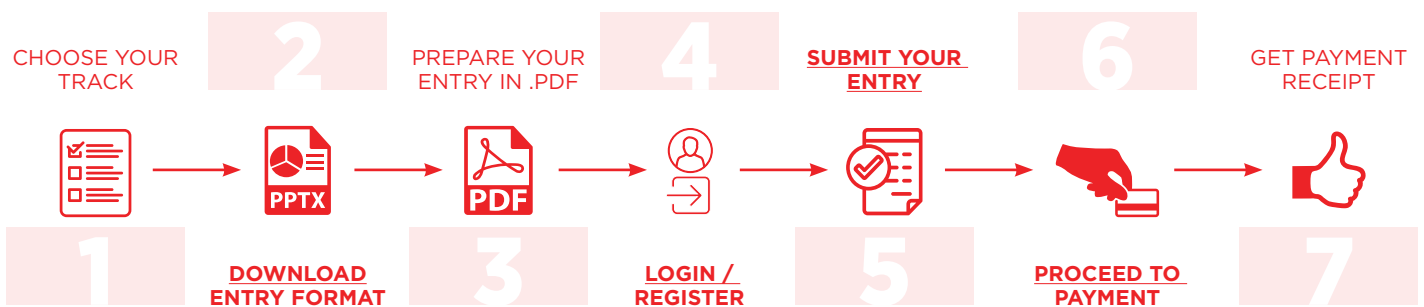 CHOOSE YOUR
TRACK
1
2
DOWNLOAD
ENTRY FORMAT
PPTX
PREPARE YOUR
ENTRY IN .PDF
PDF
3
4
LOGIN /
REGISTER
SUBMIT YOUR
ENTRY
5
6
PROCEED TO
PAYMENT
GET PAYMENT
RECEIPT
7